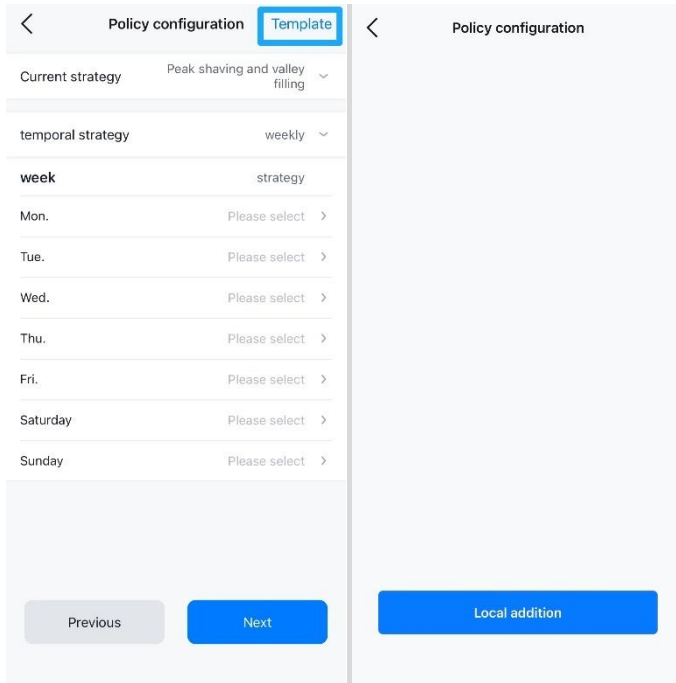 Policy configuration Template
Current strategy Peak shaving and valley
filling
temporal strategy weekly
week strategy
Mon. Please select
Tue. Please select
Wed. Please select
Thu. Please select
Fri. Please select
Saturday Please select
Sunday Please select
Previous Next
Policy configuration
Local addition